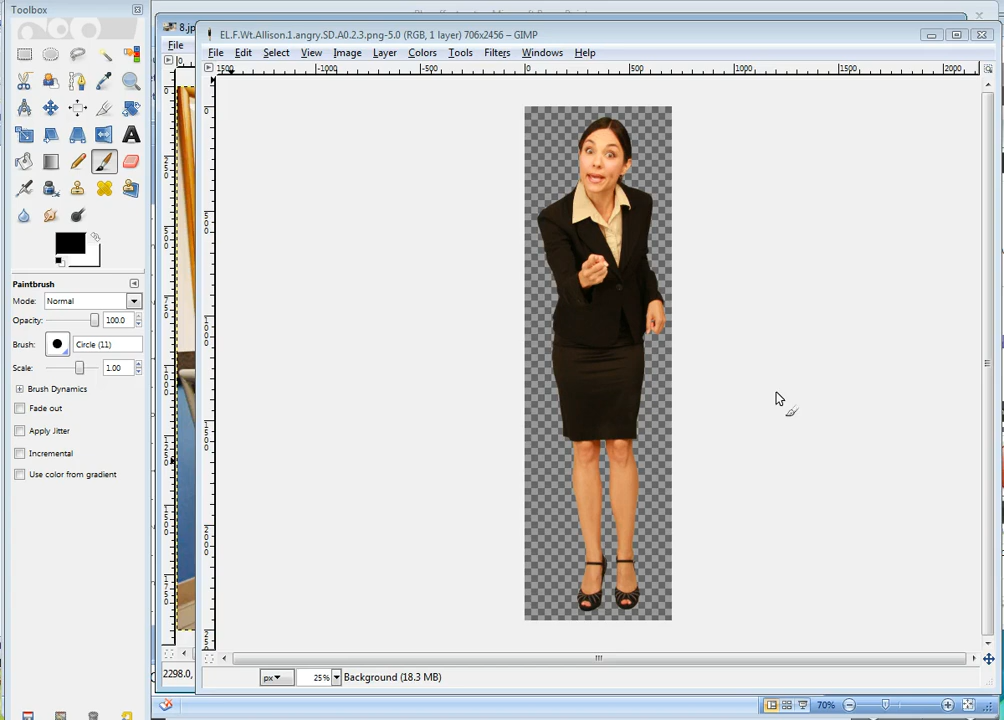 Toolbox
8.jp
File
EL.F.Wt.Allison.1.angry.SD.A0.2.3.png-5.0 (RGB, 1 layer) 706x2456 – GIMP
File Edit Select View Image Layer Colors Tools Filters Windows Help
1500 -1000 -500 0 500 1000 1500 2000
Paintbrush
Mode: Normal
Opacity: 100.0
Brush: Circle (11)
Scale: 1.00
Brush Dynamics
Fade out
Apply Jitter
Incremental
Use color from gradient
2298.0,
px 25% Background (18.3 MB)
70%